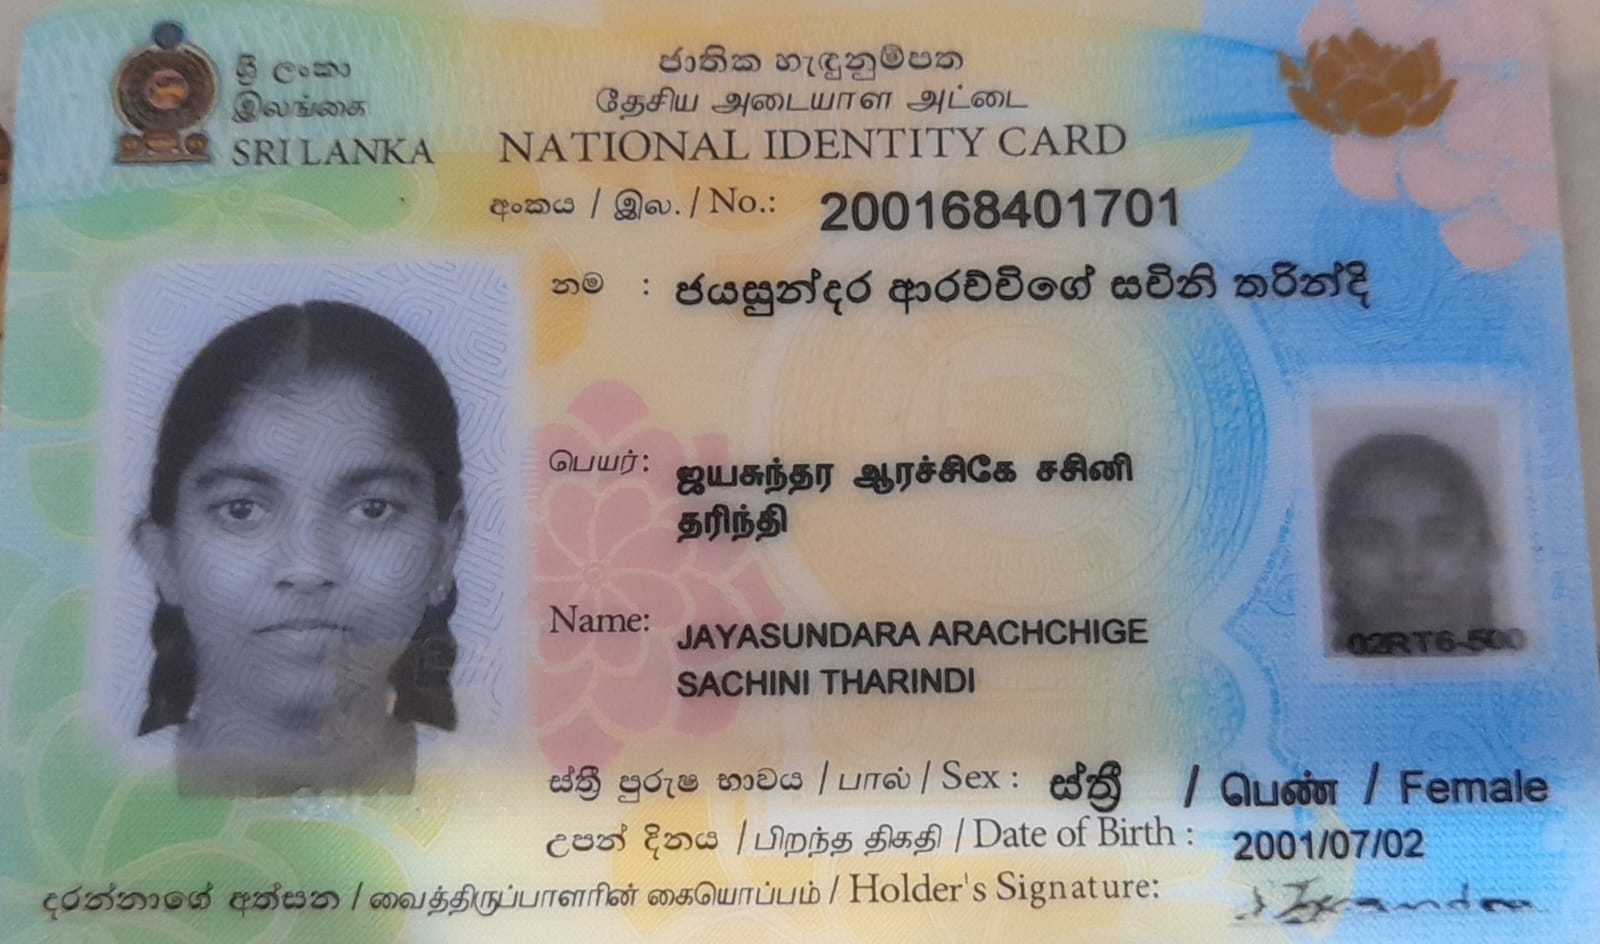 ශ්‍රී ලංකා
இலங்கை
SRI LANKA
ජාතික හැඳුනුම්පත
தேசிய அடையாள அட்டை
NATIONAL IDENTITY CARD
අංකය / இல. / No.: 200168401701
නම : ජයසුන්දර ආරච්චිගේ සචිනි තරින්දි
பெயர்: ஜயசுந்தர ஆரச்சிகே சசினி
தரிந்தி
Name: JAYASUNDARA ARACHCHIGE
SACHINI THARINDI
02RT6-500
ස්ත්‍රී පුරුෂ භාවය / பால் / Sex : ස්ත්‍රී / பெண் / Female
උපන් දිනය / பிறந்த திகதி / Date of Birth : 2001/07/02
දරන්නාගේ අත්සන / வைத்திருப்பாளரின் கையொப்பம் / Holder's Signature: